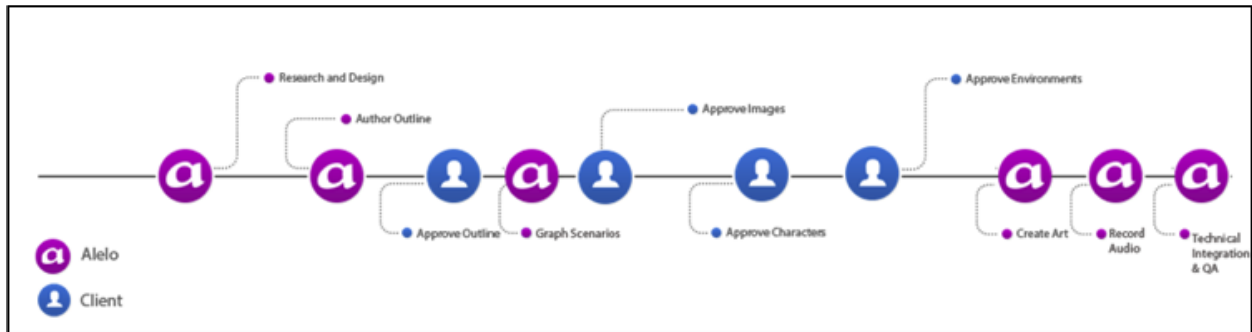 Research and Design
Author Outline
Approve Outline
Graph Scenarios
Approve Images
Approve Characters
Approve Environments
Create Art
Record
Audio
Technical
Integration
& QA
a Alelo
Client